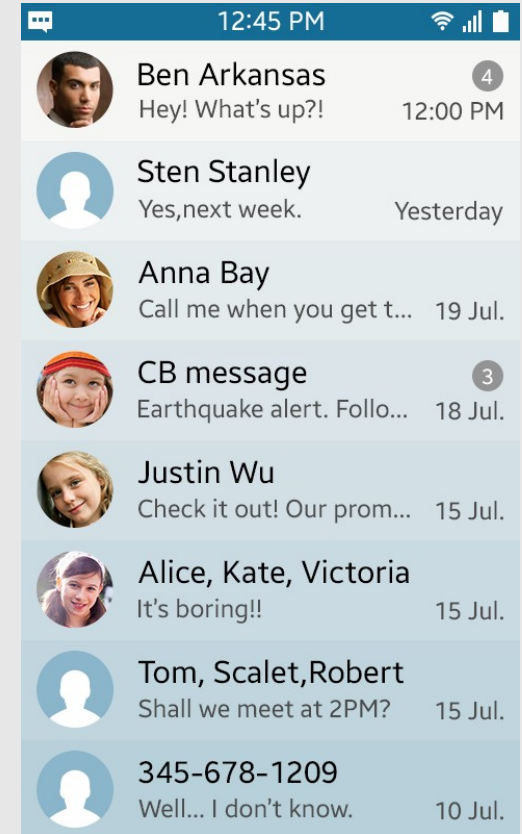 12:45 PM
Ben Arkansas 4
Hey! What's up?! 12:00 PM
Sten Stanley
Yes,next week. Yesterday
Anna Bay
Call me when you get t... 19 Jul.
CB message 3
Earthquake alert. Follo... 18 Jul.
Justin Wu
Check it out! Our prom... 15 Jul.
Alice, Kate, Victoria
It's boring!! 15 Jul.
Tom, Scalet,Robert
Shall we meet at 2PM? 15 Jul.
345-678-1209
Well... I don't know. 10 Jul.